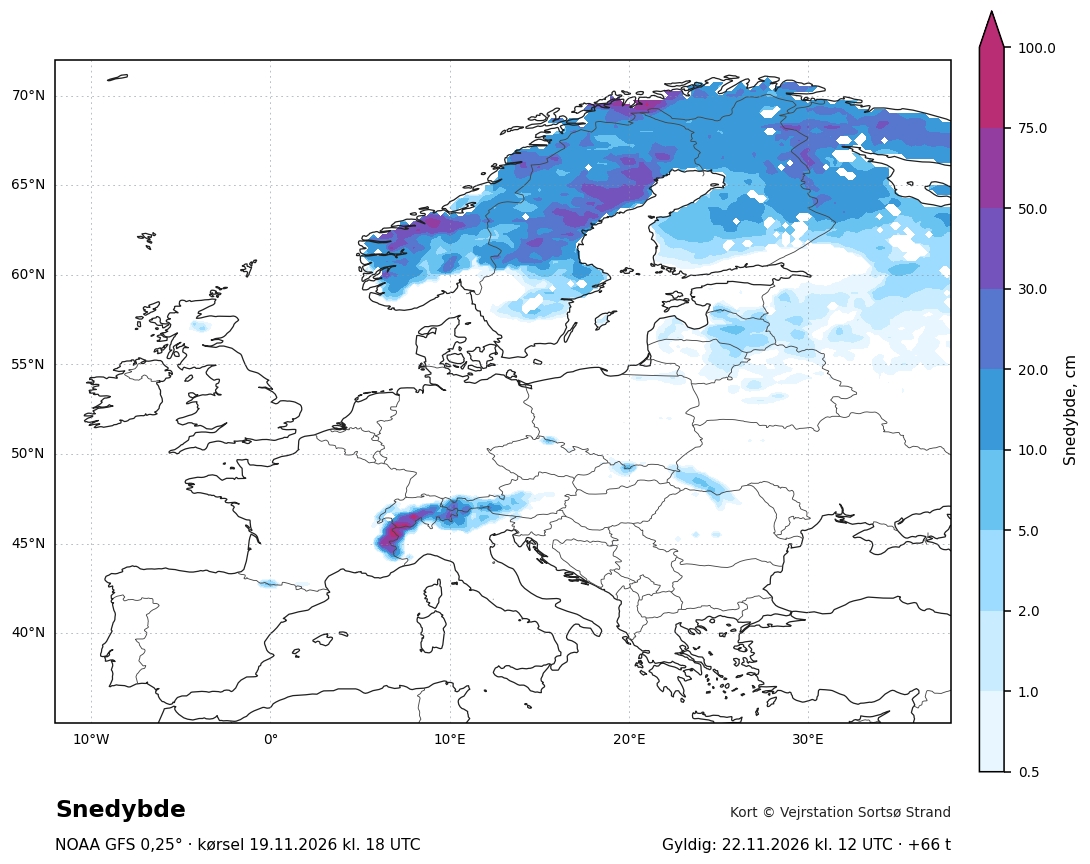 100.0
70°N
75.0
65°N
50.0
60°N
30.0
55°N
20.0
Snedybde, cm
50°N
10.0
5.0
45°N
2.0
40°N
1.0
10°W 0° 10°E 20°E 30°E
0.5
Snedybde
Kort © Vejrstation Sortsø Strand
NOAA GFS 0,25° · kørsel 19.11.2026 kl. 18 UTC
Gyldig: 22.11.2026 kl. 12 UTC · +66 t